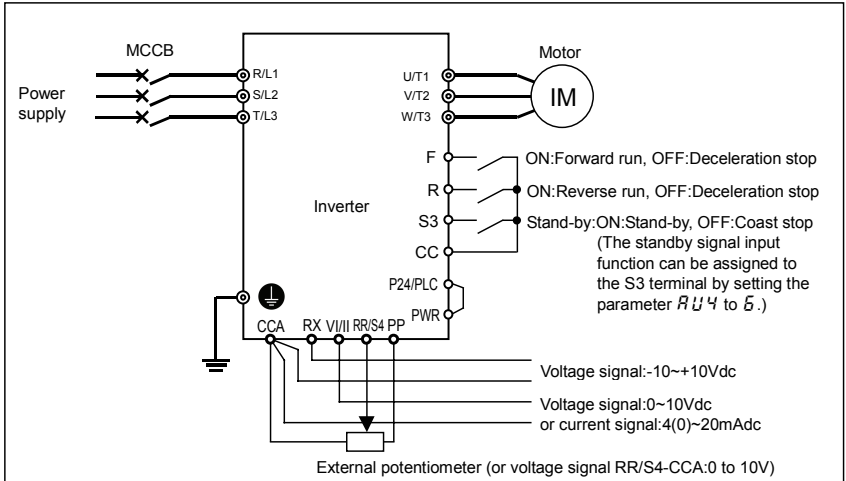 MCCB
Motor
R/L1
U/T1
Power
supply
S/L2
V/T2
IM
T/L3
W/T3
F
ON:Forward run, OFF:Deceleration stop
R
ON:Reverse run, OFF:Deceleration stop
Inverter
S3
Stand-by:ON:Stand-by, OFF:Coast stop
(The standby signal input
function can be assigned to
the S3 terminal by setting the
parameter AU4 to 6.)
CC
P24/PLC
PWR
CCA RX VI/II RR/S4 PP
Voltage signal:-10~+10Vdc
Voltage signal:0~10Vdc
or current signal:4(0)~20mAdc
External potentiometer (or voltage signal RR/S4-CCA:0 to 10V)